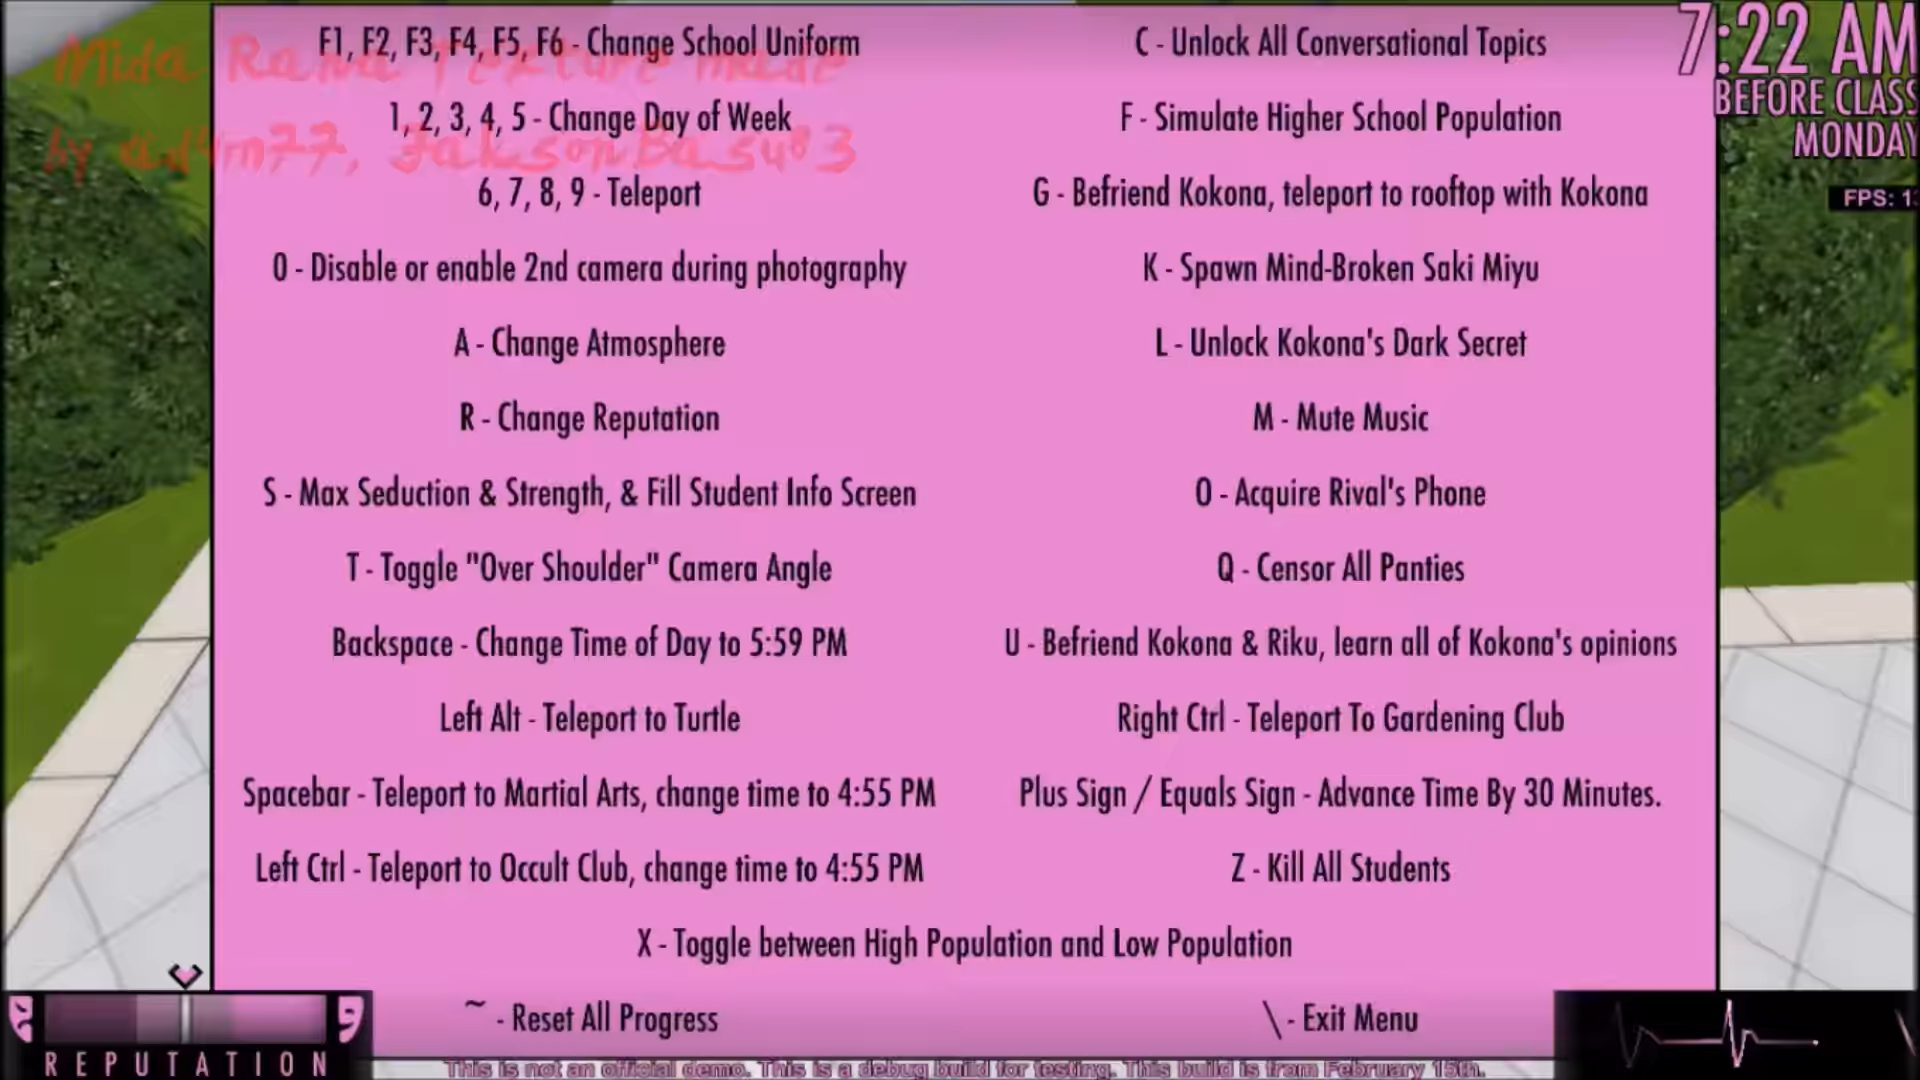 F1, F2, F3, F4, F5, F6 - Change School Uniform
1, 2, 3, 4, 5 - Change Day of Week
6, 7, 8, 9 - Teleport
0 - Disable or enable 2nd camera during photography
A - Change Atmosphere
R - Change Reputation
S - Max Seduction & Strength, & Fill Student Info Screen
T - Toggle "Over Shoulder" Camera Angle
Backspace - Change Time of Day to 5:59 PM
Left Alt - Teleport to Turtle
Spacebar - Teleport to Martial Arts, change time to 4:55 PM
Left Ctrl - Teleport to Occult Club, change time to 4:55 PM
C - Unlock All Conversational Topics
F - Simulate Higher School Population
G - Befriend Kokona, teleport to rooftop with Kokona
K - Spawn Mind-Broken Saki Miyu
L - Unlock Kokona's Dark Secret
M - Mute Music
O - Acquire Rival's Phone
Q - Censor All Panties
U - Befriend Kokona & Riku, learn all of Kokona's opinions
Right Ctrl - Teleport To Gardening Club
Plus Sign / Equals Sign - Advance Time By 30 Minutes.
Z - Kill All Students
X - Toggle between High Population and Low Population
~ - Reset All Progress
\ - Exit Menu
Mida Rana Texture made
by ad4m77, JaksonBasu83
7:22 AM
BEFORE CLASS
MONDAY
FPS: 1
REPUTATION
This is not an official demo. This is a debug build for testing. This build is from February 15th.